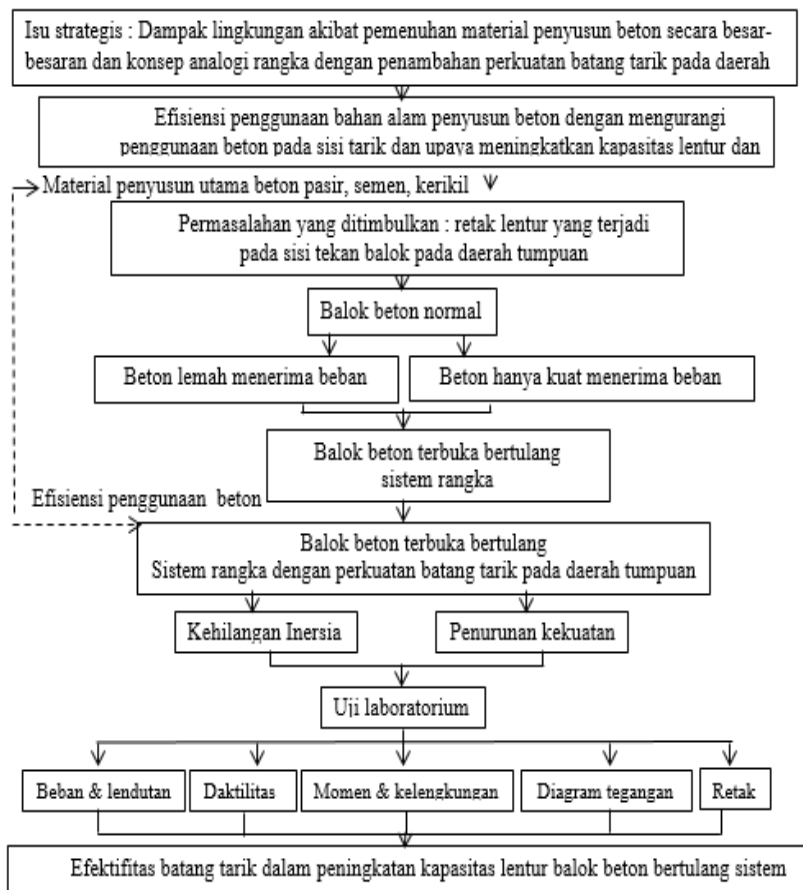 Isu strategis : Dampak lingkungan akibat pemenuhan material penyusun beton secara besar-
besaran dan konsep analogi rangka dengan penambahan perkuatan batang tarik pada daerah
Efisiensi penggunaan bahan alam penyusun beton dengan mengurangi
penggunaan beton pada sisi tarik dan upaya meningkatkan kapasitas lentur dan
Material penyusun utama beton pasir, semen, kerikil
Permasalahan yang ditimbulkan : retak lentur yang terjadi
pada sisi tekan balok pada daerah tumpuan
Balok beton normal
Beton lemah menerima beban
Beton hanya kuat menerima beban
Balok beton terbuka bertulang
sistem rangka
Efisiensi penggunaan beton
Balok beton terbuka bertulang
Sistem rangka dengan perkuatan batang tarik pada daerah tumpuan
Kehilangan Inersia
Penurunan kekuatan
Uji laboratorium
Beban & lendutan
Daktilitas
Momen & kelengkungan
Diagram tegangan
Retak
Efektifitas batang tarik dalam peningkatan kapasitas lentur balok beton bertulang sistem